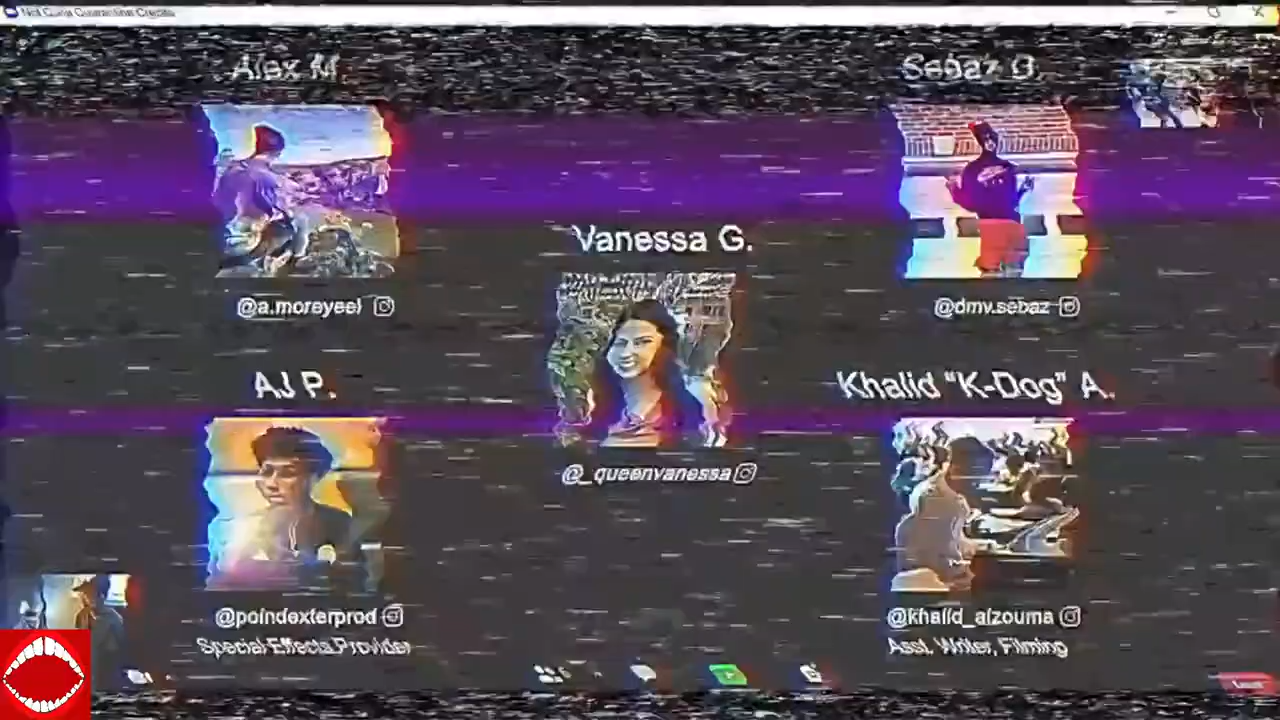 Alex M.
Sebaz O.
Vanessa G.
@a.moreyeel
@dmv.sebaz
AJ P.
Khalid "K-Dog" A.
@_queenvanessa
@poindexterprod
@khalid_alzouma
Special Effects Provider
Asst. Writer, Filming